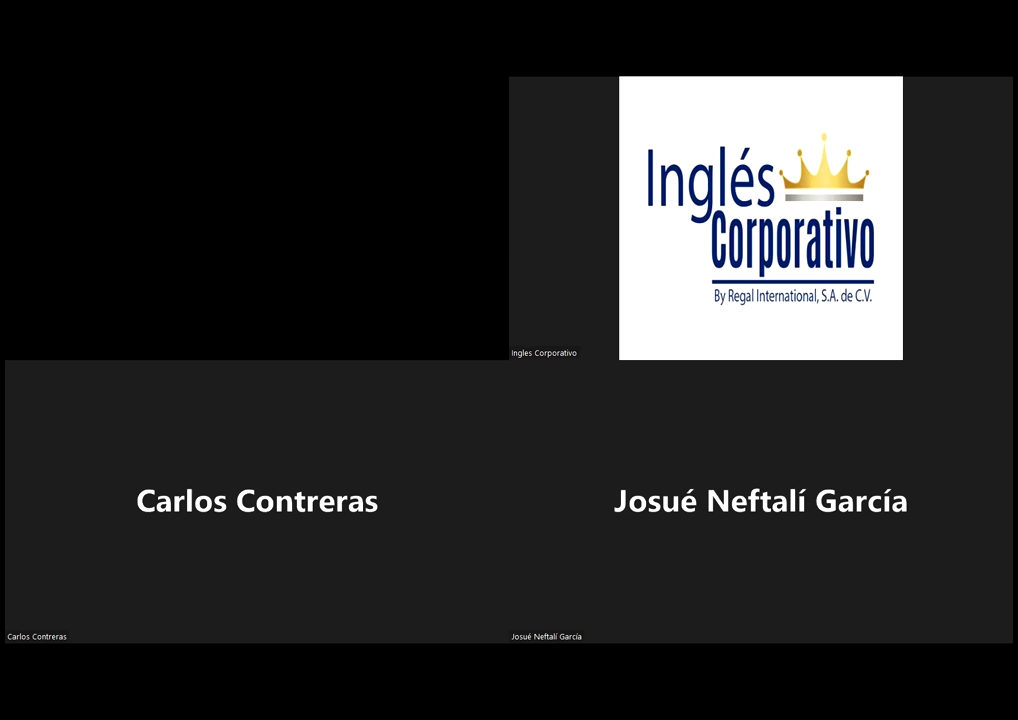 Inglés
Corporativo
By Regal International, S.A. de C.V.
Ingles Corporativo
Carlos Contreras
Josué Neftalí García
Carlos Contreras
Josué Neftalí García